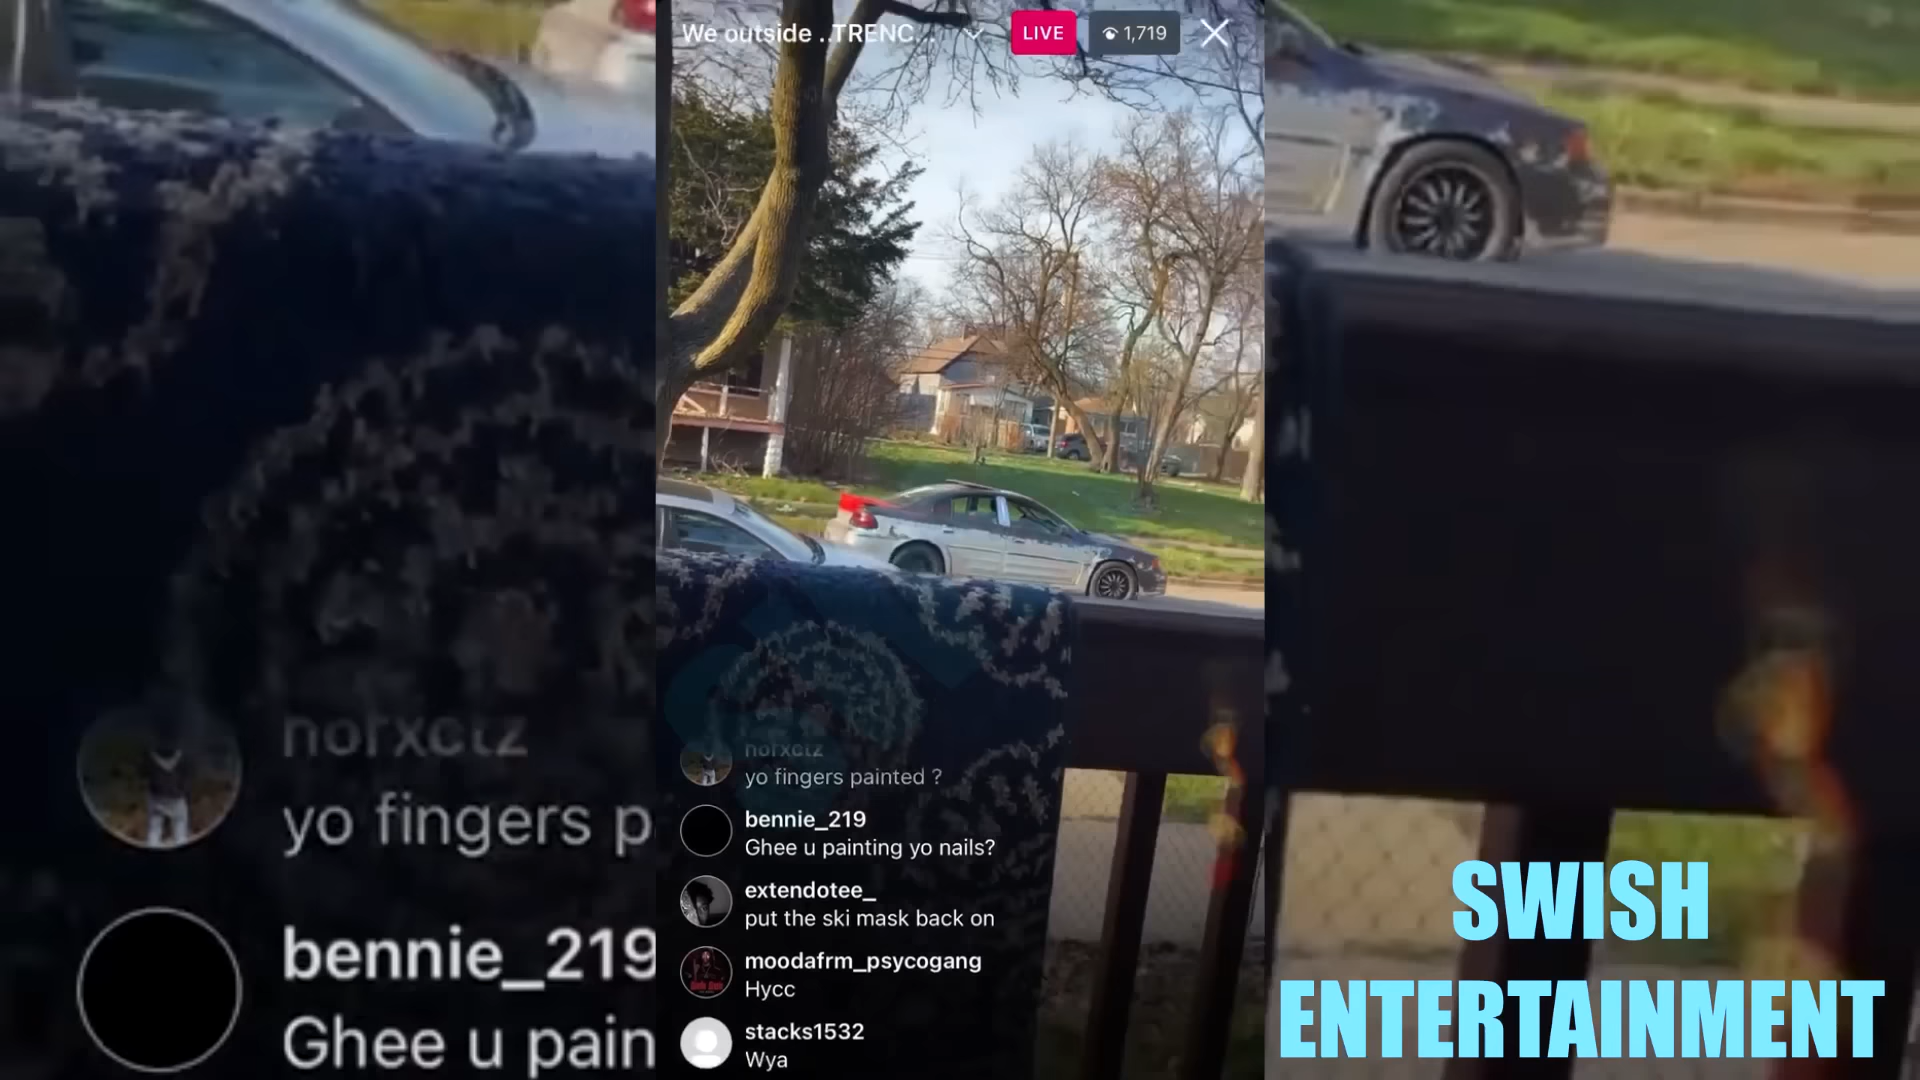 We outside ..TRENC...
LIVE
1,719
norxctz
yo fingers painted ?
bennie_219
Ghee u painting yo nails?
extendotee_
put the ski mask back on
moodafrm_psycogang
Hycc
stacks1532
Wya
norxctz
yo fingers p
bennie_219
Ghee u pain
SWISH
ENTERTAINMENT